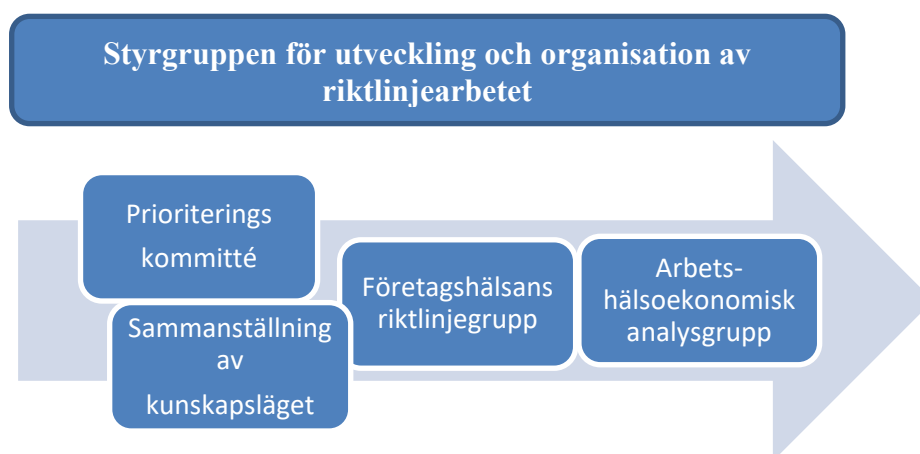 Styrgruppen för utveckling och organisation av
riktlinjearbetet
Prioriterings
kommitté
Sammanställning
av
kunskapsläget
Företagshälsans
riktlinjegrupp
Arbets-
hälsoekonomisk
analysgrupp